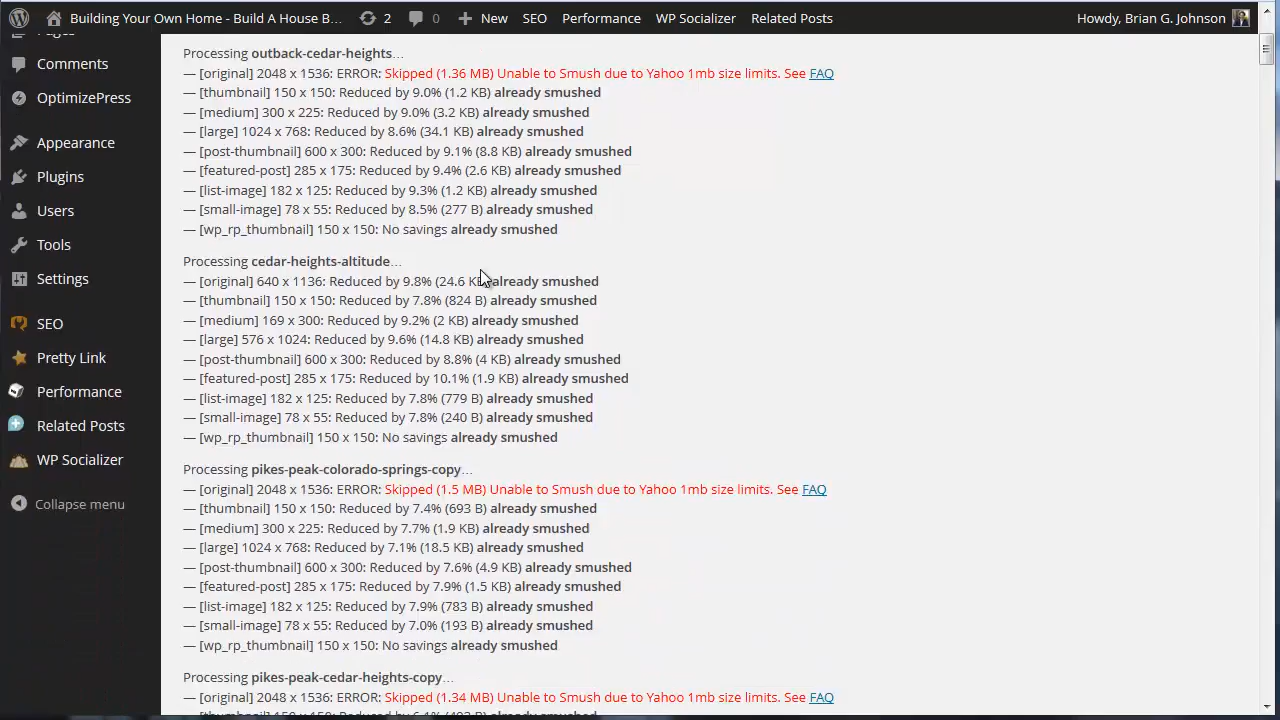 Building Your Own Home - Build A House B... 2 0 New SEO Performance WP Socializer Related Posts Howdy, Brian G. Johnson
Comments
OptimizePress
Appearance
Plugins
Users
Tools
Settings
SEO
Pretty Link
Performance
Related Posts
WP Socializer
Collapse menu
Processing outback-cedar-heights...
— [original] 2048 x 1536: ERROR: Skipped (1.36 MB) Unable to Smush due to Yahoo 1mb size limits. See FAQ
— [thumbnail] 150 x 150: Reduced by 9.0% (1.2 KB) already smushed
— [medium] 300 x 225: Reduced by 9.0% (3.2 KB) already smushed
— [large] 1024 x 768: Reduced by 8.6% (34.1 KB) already smushed
— [post-thumbnail] 600 x 300: Reduced by 9.1% (8.8 KB) already smushed
— [featured-post] 285 x 175: Reduced by 9.4% (2.6 KB) already smushed
— [list-image] 182 x 125: Reduced by 9.3% (1.2 KB) already smushed
— [small-image] 78 x 55: Reduced by 8.5% (277 B) already smushed
— [wp_rp_thumbnail] 150 x 150: No savings already smushed
Processing cedar-heights-altitude...
— [original] 640 x 1136: Reduced by 9.8% (24.6 KB) already smushed
— [thumbnail] 150 x 150: Reduced by 7.8% (824 B) already smushed
— [medium] 169 x 300: Reduced by 9.2% (2 KB) already smushed
— [large] 576 x 1024: Reduced by 9.6% (14.8 KB) already smushed
— [post-thumbnail] 600 x 300: Reduced by 8.8% (4 KB) already smushed
— [featured-post] 285 x 175: Reduced by 10.1% (1.9 KB) already smushed
— [list-image] 182 x 125: Reduced by 7.8% (779 B) already smushed
— [small-image] 78 x 55: Reduced by 7.8% (240 B) already smushed
— [wp_rp_thumbnail] 150 x 150: No savings already smushed
Processing pikes-peak-colorado-springs-copy...
— [original] 2048 x 1536: ERROR: Skipped (1.5 MB) Unable to Smush due to Yahoo 1mb size limits. See FAQ
— [thumbnail] 150 x 150: Reduced by 7.4% (693 B) already smushed
— [medium] 300 x 225: Reduced by 7.7% (1.9 KB) already smushed
— [large] 1024 x 768: Reduced by 7.1% (18.5 KB) already smushed
— [post-thumbnail] 600 x 300: Reduced by 7.6% (4.9 KB) already smushed
— [featured-post] 285 x 175: Reduced by 7.9% (1.5 KB) already smushed
— [list-image] 182 x 125: Reduced by 7.9% (783 B) already smushed
— [small-image] 78 x 55: Reduced by 7.0% (193 B) already smushed
— [wp_rp_thumbnail] 150 x 150: No savings already smushed
Processing pikes-peak-cedar-heights-copy...
— [original] 2048 x 1536: ERROR: Skipped (1.34 MB) Unable to Smush due to Yahoo 1mb size limits. See FAQ